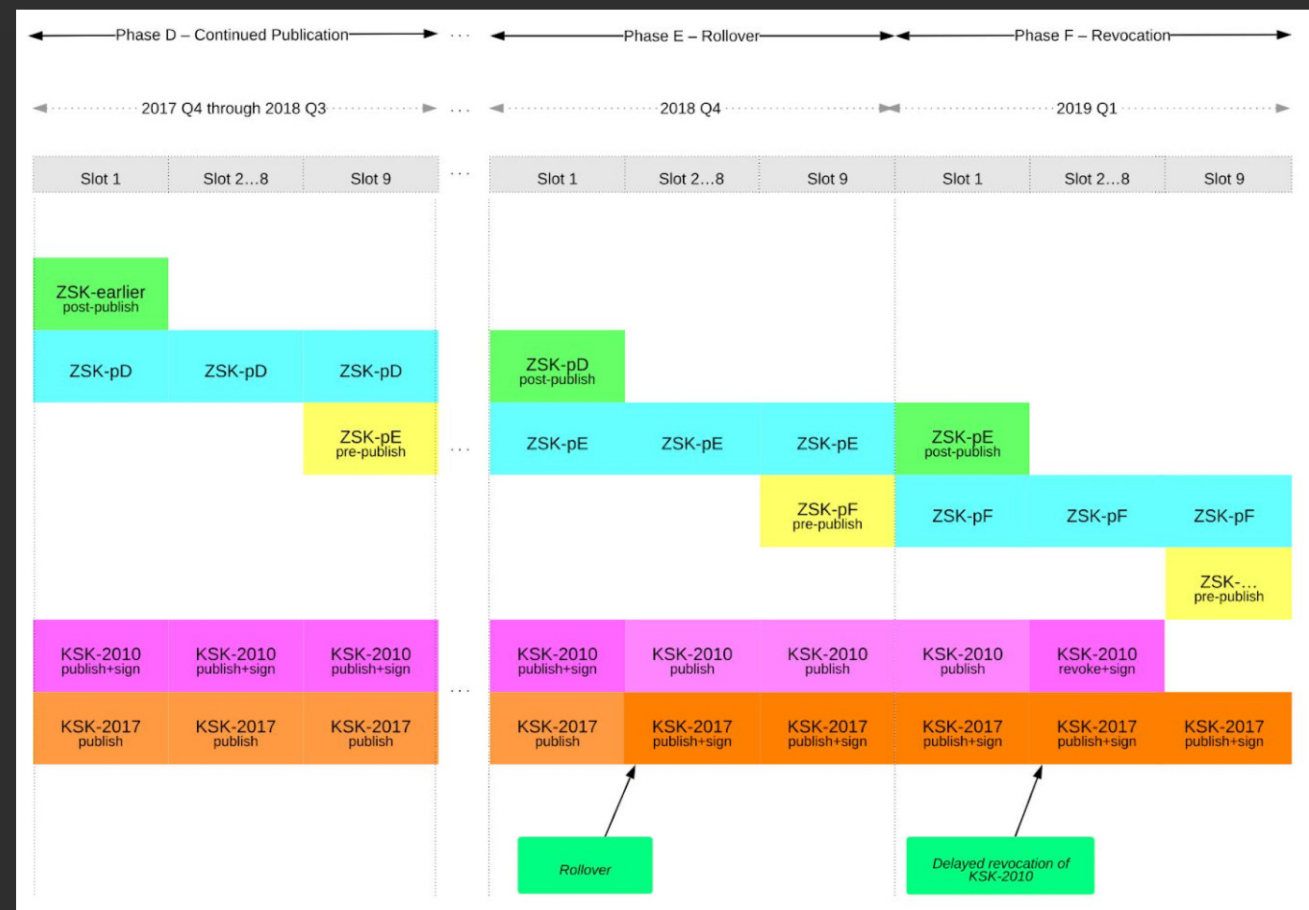 Phase D – Continued Publication
...
Phase E – Rollover
Phase F – Revocation
2017 Q4 through 2018 Q3
...
2018 Q4
2019 Q1
Slot 1
Slot 2…8
Slot 9
...
Slot 1
Slot 2…8
Slot 9
Slot 1
Slot 2…8
Slot 9
ZSK-earlier
post-publish
ZSK-pD
ZSK-pD
ZSK-pD
ZSK-pD
post-publish
ZSK-pE
pre-publish
...
ZSK-pE
ZSK-pE
ZSK-pE
ZSK-pE
post-publish
ZSK-pF
pre-publish
ZSK-pF
ZSK-pF
ZSK-pF
ZSK-…
pre-publish
KSK-2010
publish+sign
KSK-2010
publish+sign
KSK-2010
publish+sign
KSK-2010
publish+sign
KSK-2010
publish
KSK-2010
publish
KSK-2010
publish
KSK-2010
revoke+sign
...
KSK-2017
publish
KSK-2017
publish
KSK-2017
publish
KSK-2017
publish
KSK-2017
publish+sign
KSK-2017
publish+sign
KSK-2017
publish+sign
KSK-2017
publish+sign
KSK-2017
publish+sign
Rollover
Delayed revocation of
KSK-2010